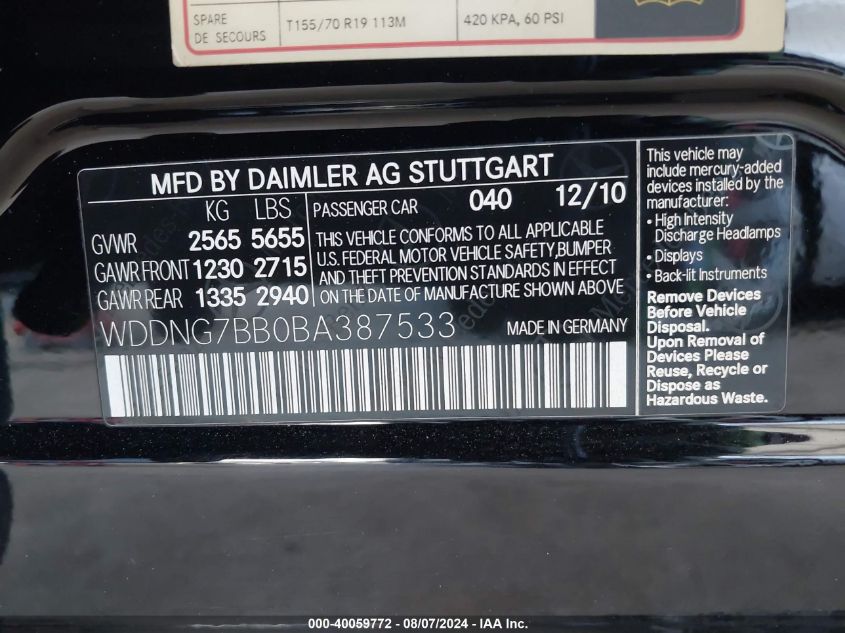 SPARE
DE SECOURS
T155/70 R19 113M
420 KPA, 60 PSI
MFD BY DAIMLER AG STUTTGART
KG LBS
GVWR 2565 5655
GAWR FRONT 1230 2715
GAWR REAR 1335 2940
PASSENGER CAR 040 12/10
THIS VEHICLE CONFORMS TO ALL APPLICABLE
U.S. FEDERAL MOTOR VEHICLE SAFETY,BUMPER
AND THEFT PREVENTION STANDARDS IN EFFECT
ON THE DATE OF MANUFACTURE SHOWN ABOVE
WDDNG7BB0BA387533
MADE IN GERMANY
This vehicle may
include mercury-added
devices installed by the
manufacturer:
• High Intensity
Discharge Headlamps
• Displays
• Back-lit Instruments
Remove Devices
Before Vehicle
Disposal.
Upon Removal of
Devices Please
Reuse, Recycle or
Dispose as
Hazardous Waste.
000-40059772 - 08/07/2024 - IAA Inc.